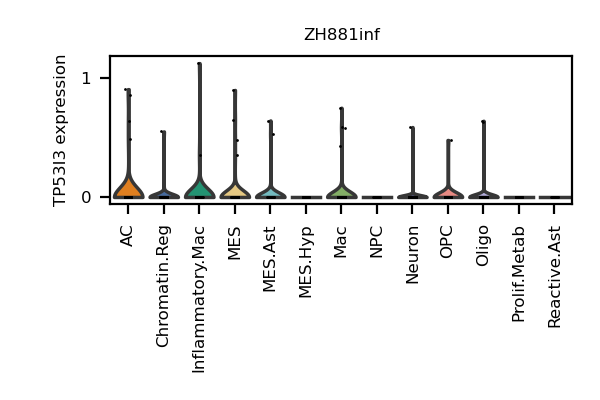 ZH881inf
TP53I3 expression
1
0
AC
Chromatin.Reg
Inflammatory.Mac
MES
MES.Ast
MES.Hyp
Mac
NPC
Neuron
OPC
Oligo
Prolif.Metab
Reactive.Ast